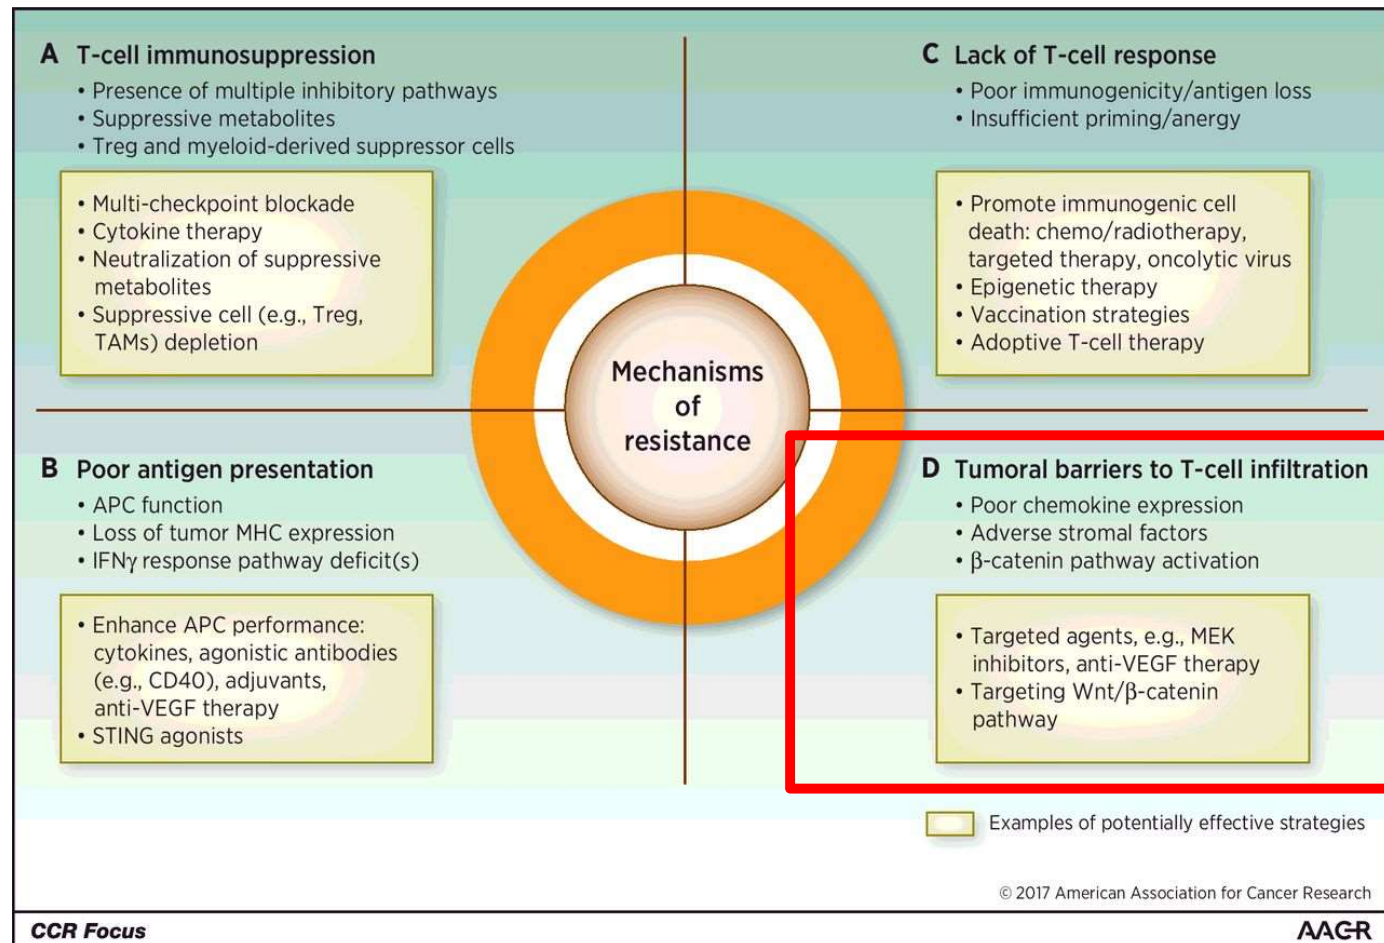 A T-cell immunosuppression
• Presence of multiple inhibitory pathways
• Suppressive metabolites
• Treg and myeloid-derived suppressor cells
• Multi-checkpoint blockade
• Cytokine therapy
• Neutralization of suppressive
metabolites
• Suppressive cell (e.g., Treg,
TAMs) depletion
C Lack of T-cell response
• Poor immunogenicity/antigen loss
• Insufficient priming/anergy
• Promote immunogenic cell
death: chemo/radiotherapy,
targeted therapy, oncolytic virus
• Epigenetic therapy
• Vaccination strategies
• Adoptive T-cell therapy
Mechanisms
of
resistance
B Poor antigen presentation
• APC function
• Loss of tumor MHC expression
• IFNγ response pathway deficit(s)
• Enhance APC performance:
cytokines, agonistic antibodies
(e.g., CD40), adjuvants,
anti-VEGF therapy
• STING agonists
D Tumoral barriers to T-cell infiltration
• Poor chemokine expression
• Adverse stromal factors
• β-catenin pathway activation
• Targeted agents, e.g., MEK
inhibitors, anti-VEGF therapy
• Targeting Wnt/β-catenin
pathway
Examples of potentially effective strategies
© 2017 American Association for Cancer Research
CCR Focus
AACR